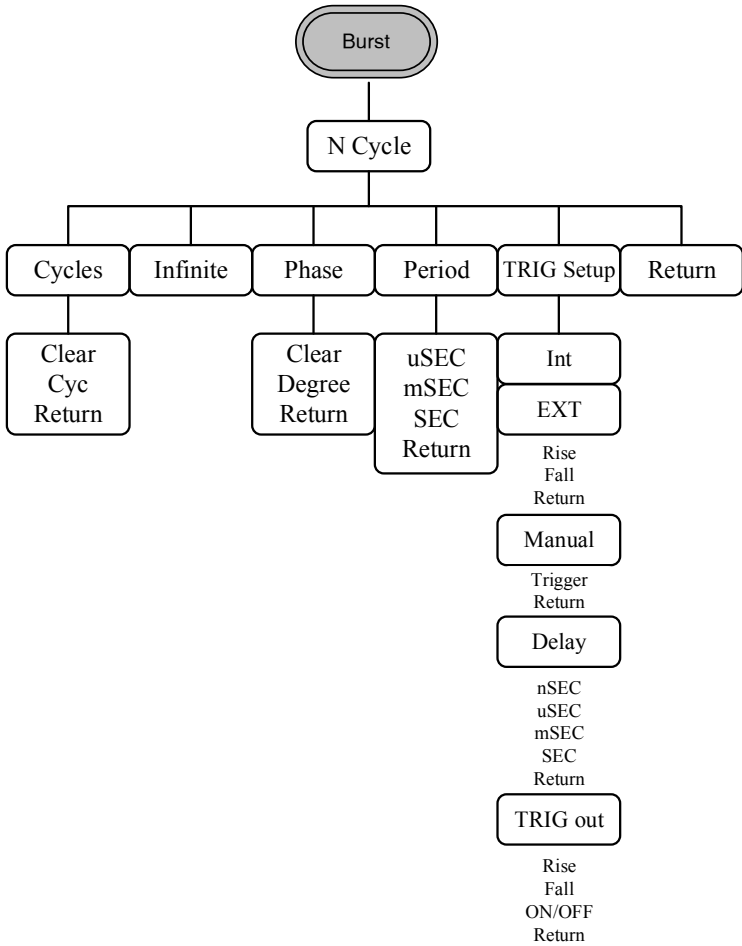 Burst
N Cycle
Cycles
Infinite
Phase
Period
TRIG Setup
Return
Clear
Cyc
Return
Clear
Degree
Return
uSEC
mSEC
SEC
Return
Int
EXT
Rise
Fall
Return
Manual
Trigger
Return
Delay
nSEC
uSEC
mSEC
SEC
Return
TRIG out
Rise
Fall
ON/OFF
Return